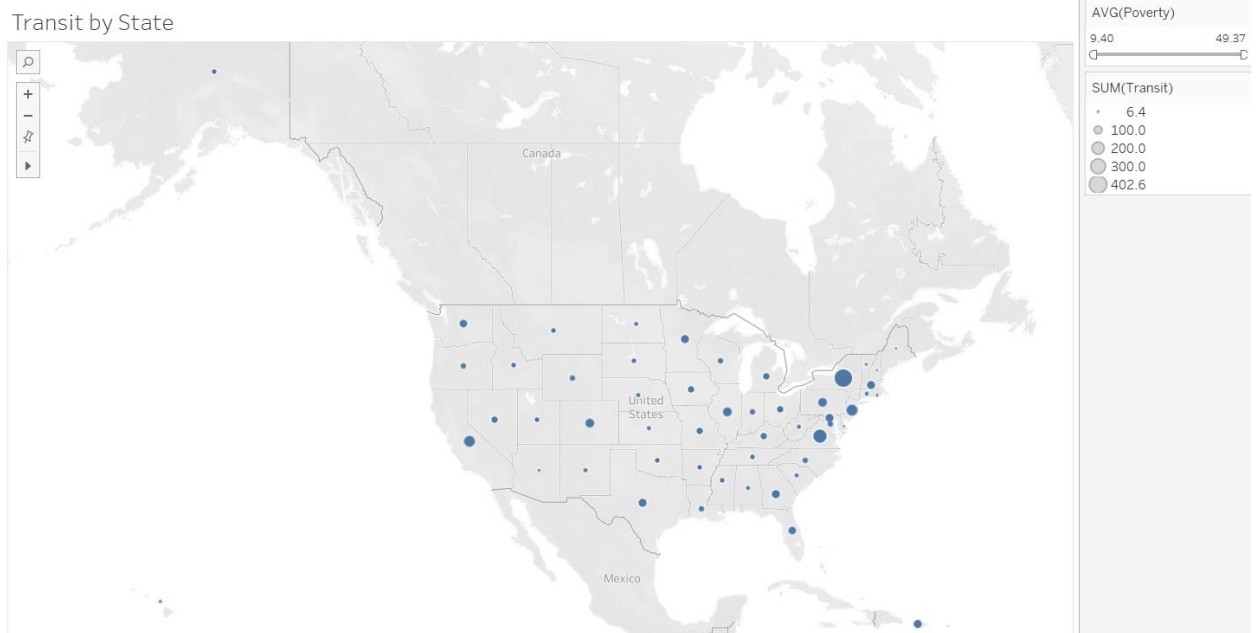 Transit by State
Canada
United
States
Mexico
AVG(Poverty)
9.40 49.37
SUM(Transit)
6.4
100.0
200.0
300.0
402.6